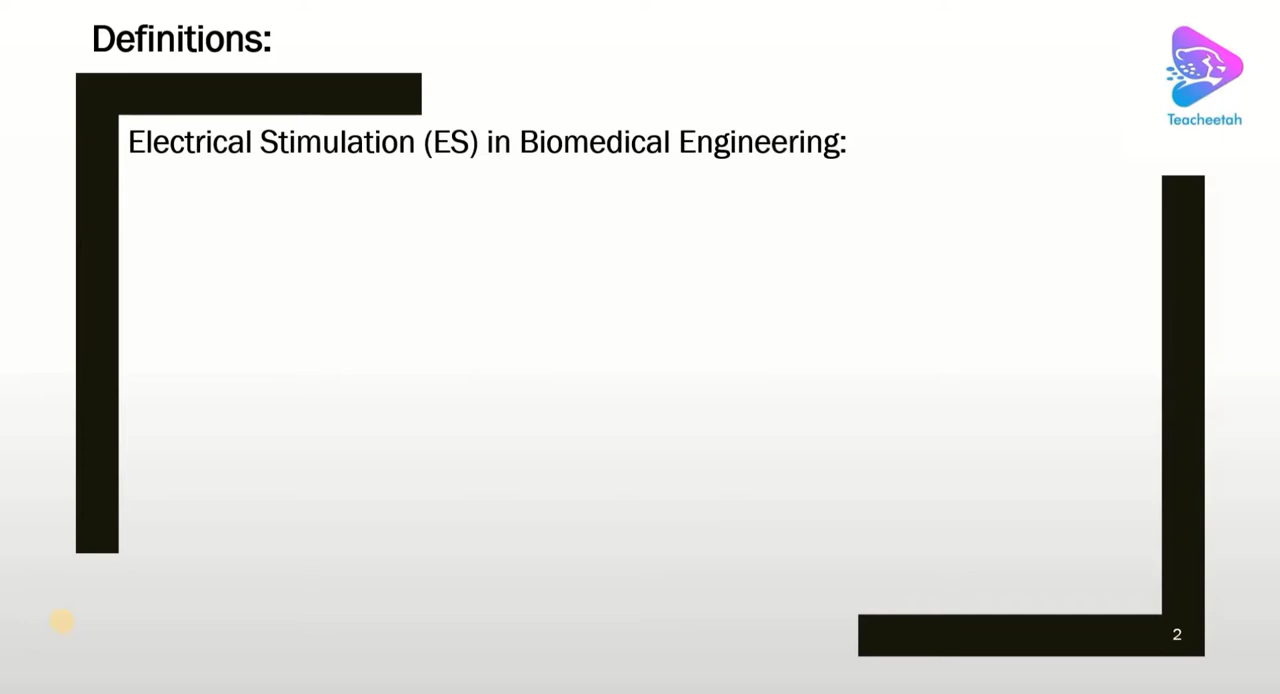 Definitions:
Teacheetah
Electrical Stimulation (ES) in Biomedical Engineering:
2